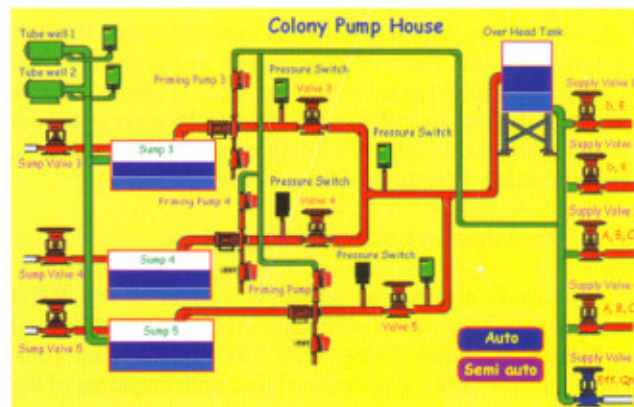 Colony Pump House
Tube well 1
Tube well 2
Over Head Tank
Priming Pump 3
Pressure Switch
Valve 3
Pressure Switch
Supply Valve
D, E
Sump Valve 3
Sump 3
Supply Valve
D, E
Priming Pump 4
Pressure Switch
Valve 4
Supply Valve
A, B, C
Sump Valve 4
Sump 4
Priming Pump
Pressure Switch
Supply Valve
A, B, C
Sump Valve 5
Sump 5
Valve 5
Auto
Semi auto
Supply Valve